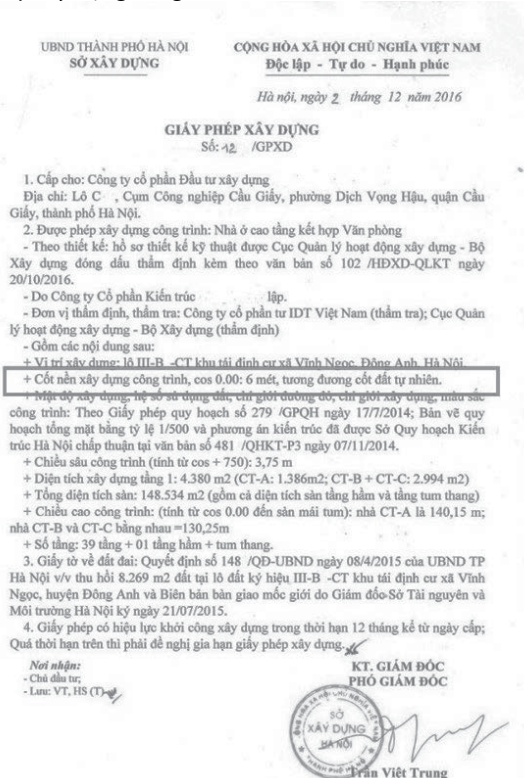 UBND THÀNH PHỐ HÀ NỘI
SỞ XÂY DỰNG
CỘNG HÒA XÃ HỘI CHỦ NGHĨA VIỆT NAM
Độc lập - Tự do - Hạnh phúc
Hà nội, ngày 2 tháng 12 năm 2016
GIẤY PHÉP XÂY DỰNG
Số: 42 /GPXD
1. Cấp cho: Công ty cổ phần Đầu tư xây dựng
Địa chỉ: Lô C , Cụm Công nghiệp Cầu Giấy, phường Dịch Vọng Hậu, quận Cầu
Giấy, thành phố Hà Nội.
2. Được phép xây dựng công trình: Nhà ở cao tầng kết hợp Văn phòng
- Theo thiết kế: hồ sơ thiết kế kỹ thuật được Cục Quản lý hoạt động xây dựng - Bộ
Xây dựng đóng dấu thẩm định kèm theo văn bản số 102 /HĐXD-QLKT ngày
20/10/2016.
- Do Công ty Cổ phần Kiến trúc lập.
- Đơn vị thẩm định, thẩm tra: Công ty cổ phần tư IDT Việt Nam (thẩm tra); Cục Quản
lý hoạt động xây dựng - Bộ Xây dựng (thẩm định)
- Gồm các nội dung sau:
+ Vị trí xây dựng: lô III-B -CT khu tái định cư xã Vĩnh Ngọc, Đông Anh, Hà Nội
+ Cốt nền xây dựng công trình, cos 0.00: 6 mét, tương đương cốt đất tự nhiên.
+ Mật độ xây dựng, hệ số sử dụng đất, chỉ giới đường đỏ, chỉ giới xây dựng, màu sắc
công trình: Theo Giấy phép quy hoạch số 279 /GPQH ngày 17/7/2014; Bản vẽ quy
hoạch tổng mặt bằng tỷ lệ 1/500 và phương án kiến trúc đã được Sở Quy hoạch Kiến
trúc Hà Nội chấp thuận tại văn bản số 481 /QHKT-P3 ngày 07/11/2014.
+ Chiều sâu công trình (tính từ cos + 750): 3,75 m
+ Diện tích xây dựng tầng 1: 4.380 m2 (CT-A: 1.386m2; CT-B + CT-C: 2.994 m2)
+ Tổng diện tích sàn: 148.534 m2 (gồm cả diện tích sàn tầng hầm và tầng tum thang)
+ Chiều cao công trình: (tính từ cos 0.00 đến sàn mái tum): nhà CT-A là 140,15 m;
nhà CT-B và CT-C bằng nhau =130,25m
+ Số tầng: 39 tầng + 01 tầng hầm + tum thang.
3. Giấy tờ về đất đai: Quyết định số 148 /QĐ-UBND ngày 08/4/2015 của UBND TP
Hà Nội v/v thu hồi 8.269 m2 đất tại lô đất ký hiệu III-B -CT khu tái định cư xã Vĩnh
Ngọc, huyện Đông Anh và Biên bản bàn giao mốc giới do Giám đốc-Sở Tài nguyên và
Môi trường Hà Nội ký ngày 21/07/2015.
4. Giấy phép có hiệu lực khởi công xây dựng trong thời hạn 12 tháng kể từ ngày cấp;
Quá thời hạn trên thì phải đề nghị gia hạn giấy phép xây dựng.
Nơi nhận:
- Chủ đầu tư;
- Lưu: VT, HS (T)
KT. GIÁM ĐỐC
PHÓ GIÁM ĐỐC
SỞ
XÂY DỰNG
HÀ NỘI
Trần Việt Trung